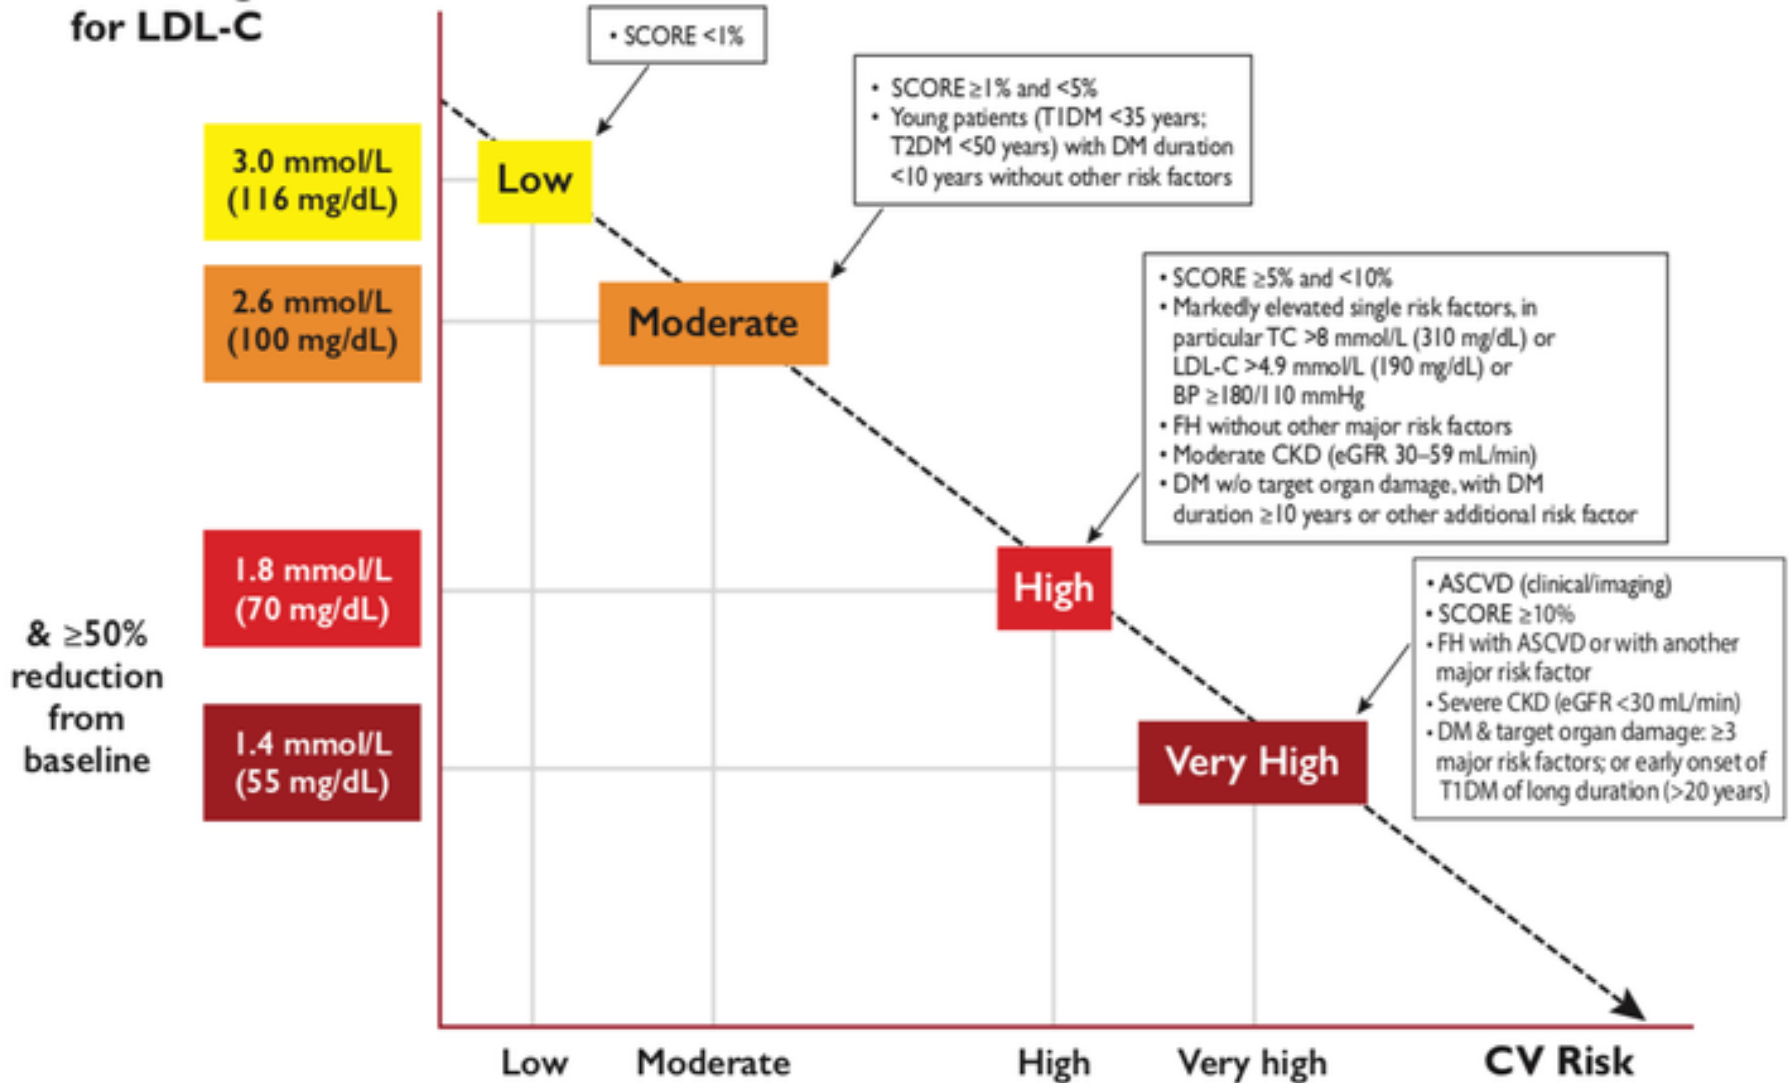 for LDL-C
• SCORE <1%
• SCORE ≥1% and <5%
• Young patients (T1DM <35 years;
T2DM <50 years) with DM duration
<10 years without other risk factors
3.0 mmol/L
(116 mg/dL)
Low
2.6 mmol/L
(100 mg/dL)
Moderate
• SCORE ≥5% and <10%
• Markedly elevated single risk factors, in
particular TC >8 mmol/L (310 mg/dL) or
LDL-C >4.9 mmol/L (190 mg/dL) or
BP ≥180/110 mmHg
• FH without other major risk factors
• Moderate CKD (eGFR 30–59 mL/min)
• DM w/o target organ damage, with DM
duration ≥10 years or other additional risk factor
1.8 mmol/L
(70 mg/dL)
High
• ASCVD (clinical/imaging)
• SCORE ≥10%
• FH with ASCVD or with another
major risk factor
• Severe CKD (eGFR <30 mL/min)
• DM & target organ damage: ≥3
major risk factors; or early onset of
T1DM of long duration (>20 years)
& ≥50%
reduction
from
baseline
1.4 mmol/L
(55 mg/dL)
Very High
Low Moderate High Very high CV Risk